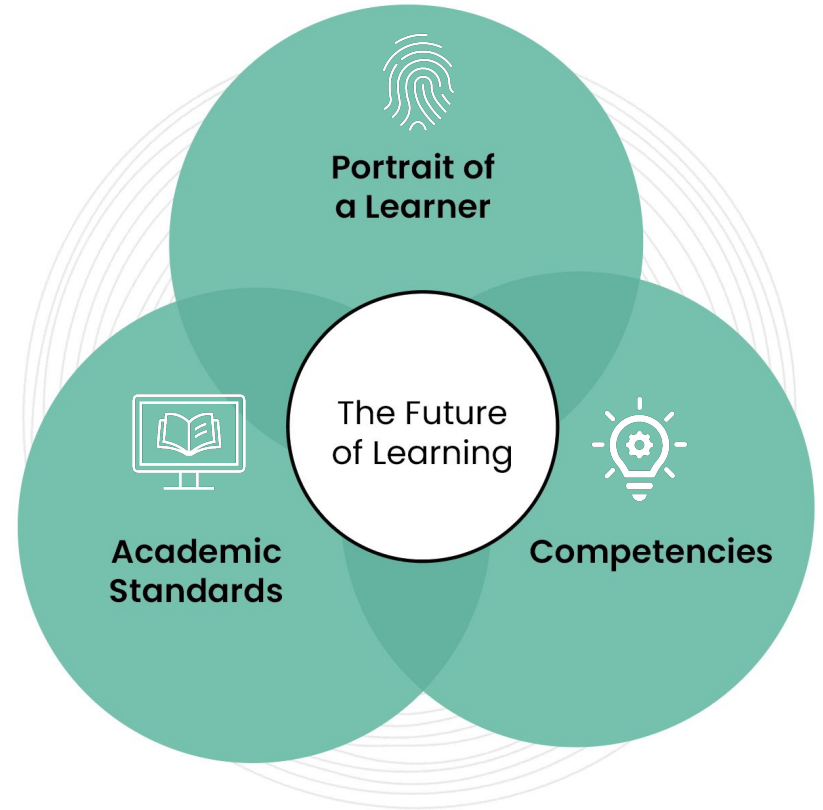 Portrait of
a Learner
The Future
of Learning
Academic
Standards
Competencies